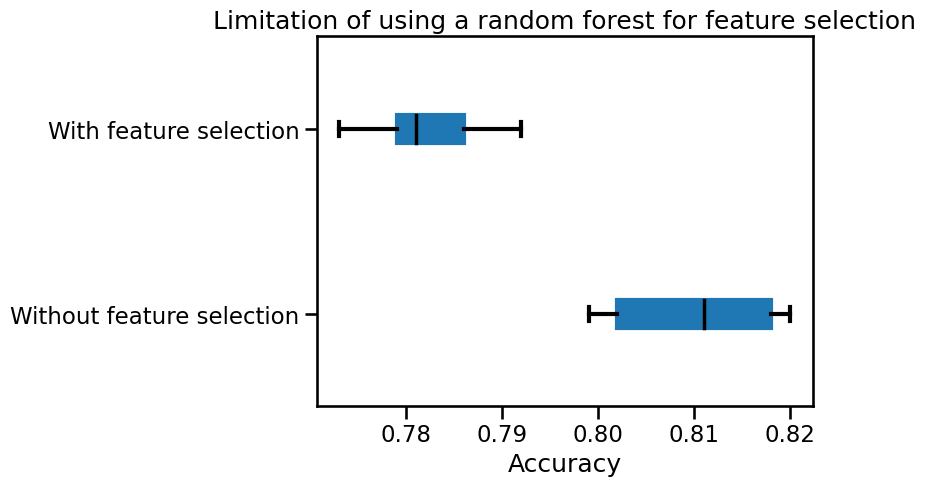 Limitation of using a random forest for feature selection
With feature selection
Without feature selection
0.78 0.79 0.80 0.81 0.82
Accuracy